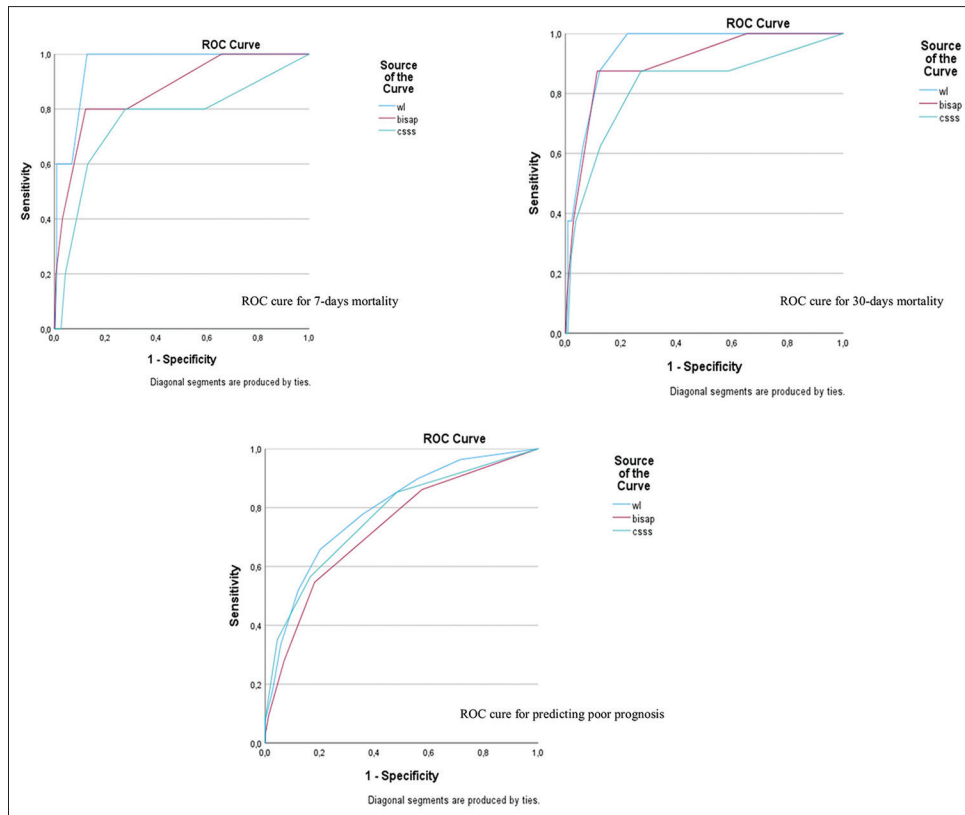 ROC Curve
1,0
0,8
0,6
0,4
0,2
0,0
Sensitivity
0,0 0,2 0,4 0,6 0,8 1,0
1 - Specificity
Diagonal segments are produced by ties.
Source
of the
Curve
wl
bisap
csss
ROC cure for 7-days mortality
ROC Curve
1,0
0,8
0,6
0,4
0,2
0,0
Sensitivity
0,0 0,2 0,4 0,6 0,8 1,0
1 - Specificity
Diagonal segments are produced by ties.
Source
of the
Curve
wl
bisap
csss
ROC cure for 30-days mortality
ROC Curve
1,0
0,8
0,6
0,4
0,2
0,0
Sensitivity
0,0 0,2 0,4 0,6 0,8 1,0
1 - Specificity
Diagonal segments are produced by ties.
Source
of the
Curve
wl
bisap
csss
ROC cure for predicting poor prognosis